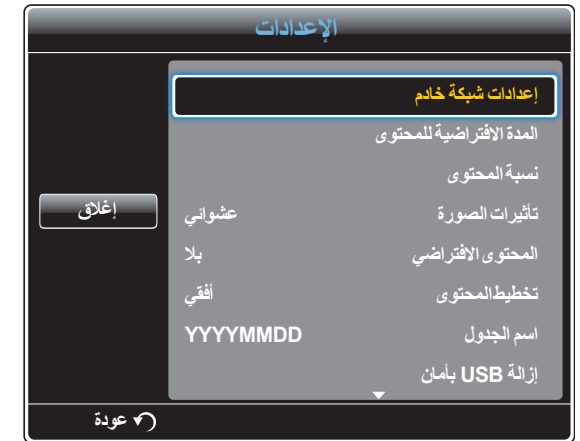 الإعدادات
إعدادات شبكة خادم
المدة الافتراضية للمحتوى
نسبة المحتوى
تأثيرات الصورة عشوائي
المحتوى الافتراضي بلا
تخطيط المحتوى أفقي
اسم الجدول YYYYMMDD
إزالة USB بأمان
إغلاق
عودة